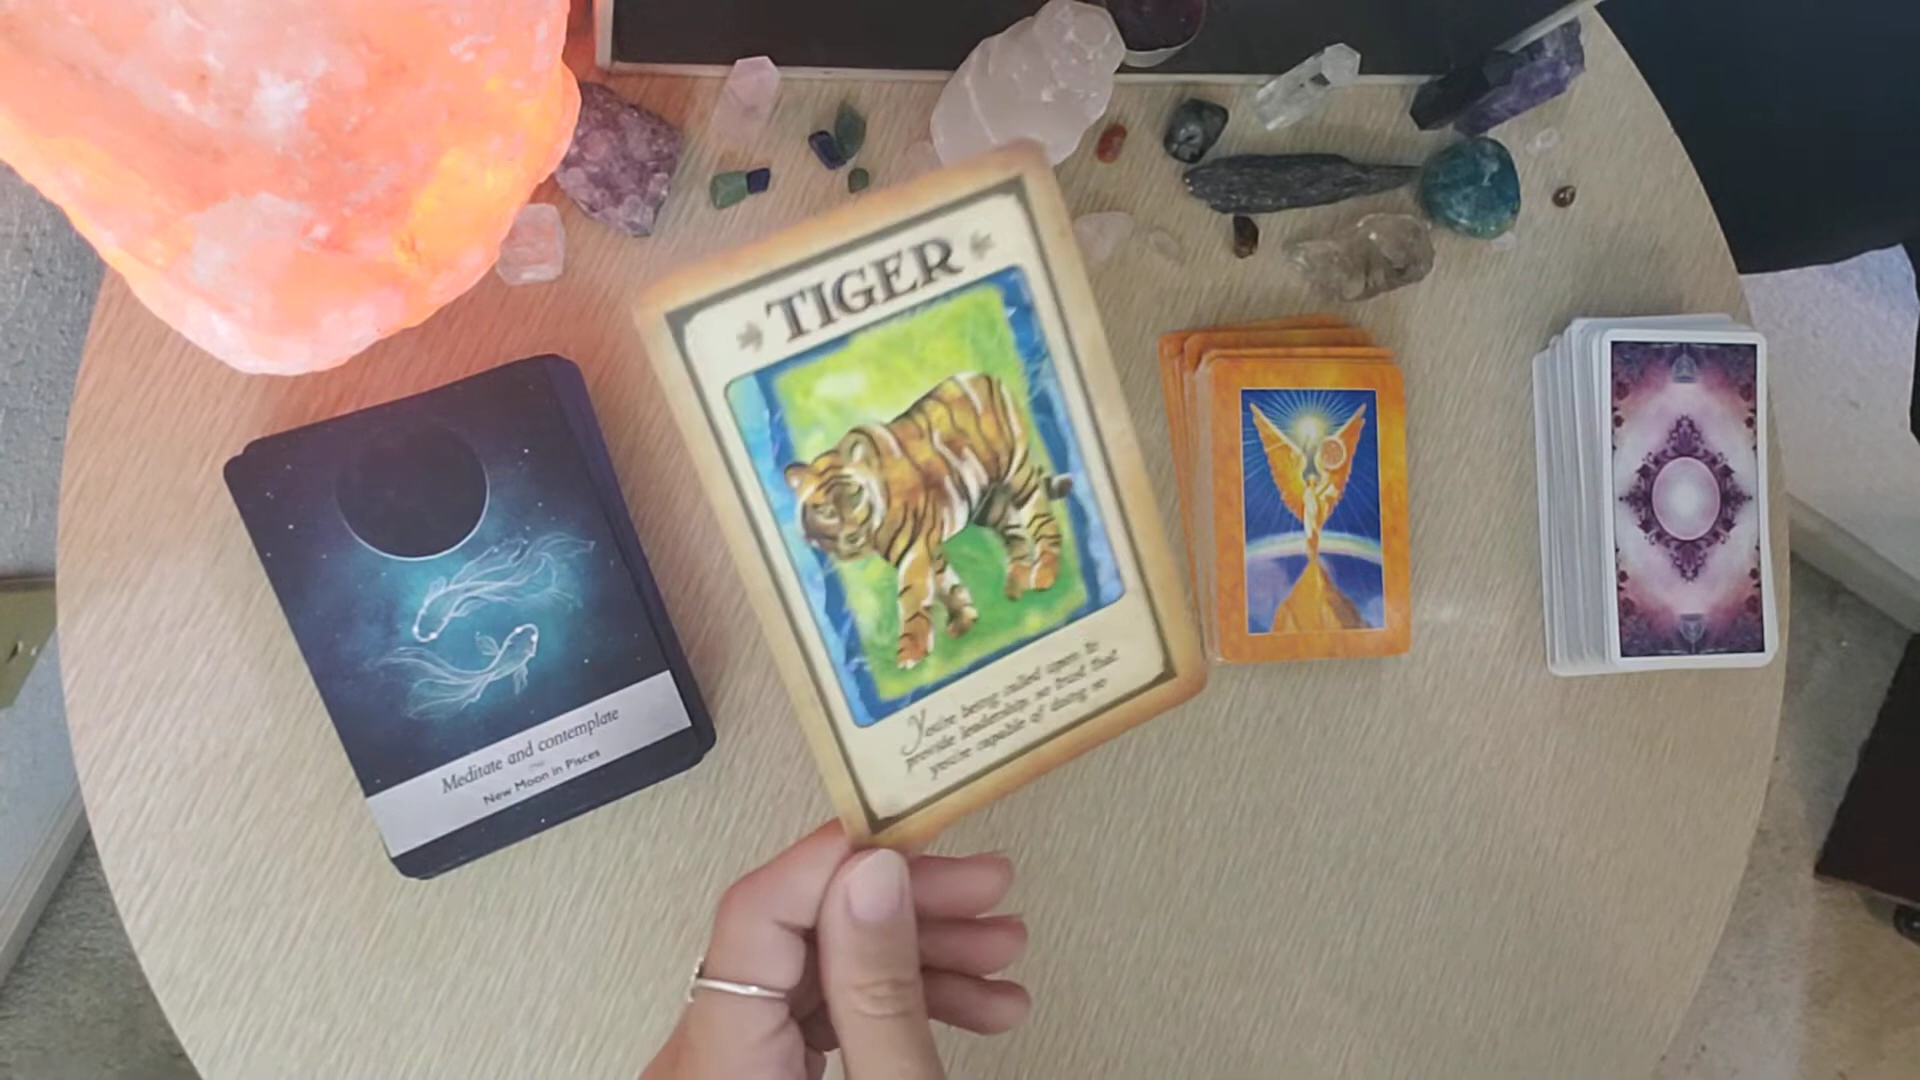 TIGER
You're being called upon to
provide leadership, so trust that
you're capable of doing so
Meditate and contemplate
New Moon in Pisces